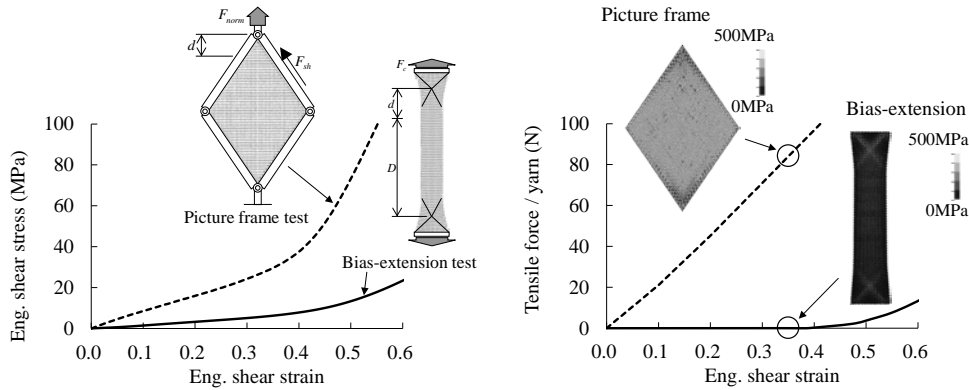 F_norm
d
F_sh
F_c
d
D
Picture frame test
Bias-extension test
100
80
60
40
20
0
Eng. shear stress (MPa)
0.0 0.1 0.2 0.3 0.4 0.5 0.6
Eng. shear strain
Picture frame
500MPa
0MPa
Bias-extension
500MPa
0MPa
100
80
60
40
20
0
Tensile force / yarn (N)
0.0 0.1 0.2 0.3 0.4 0.5 0.6
Eng. shear strain